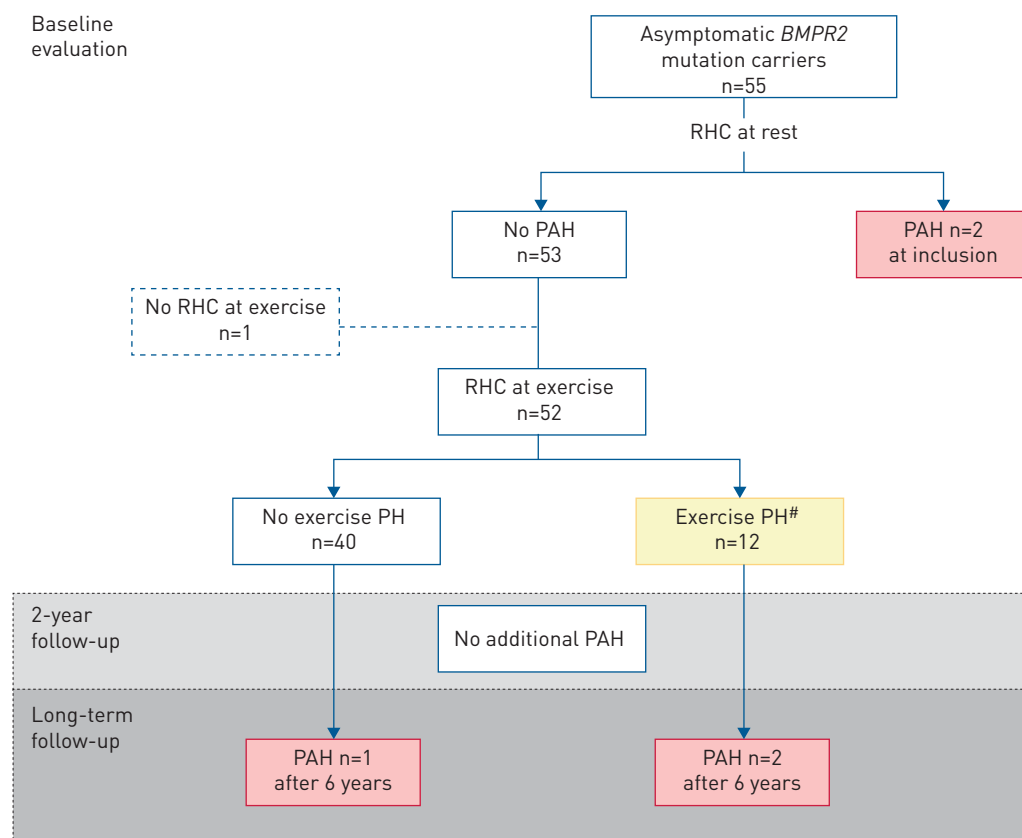 Baseline
evaluation
Asymptomatic BMPR2
mutation carriers
n=55
RHC at rest
No PAH
n=53
PAH n=2
at inclusion
No RHC at exercise
n=1
RHC at exercise
n=52
No exercise PH
n=40
Exercise PH#
n=12
2-year
follow-up
No additional PAH
Long-term
follow-up
PAH n=1
after 6 years
PAH n=2
after 6 years